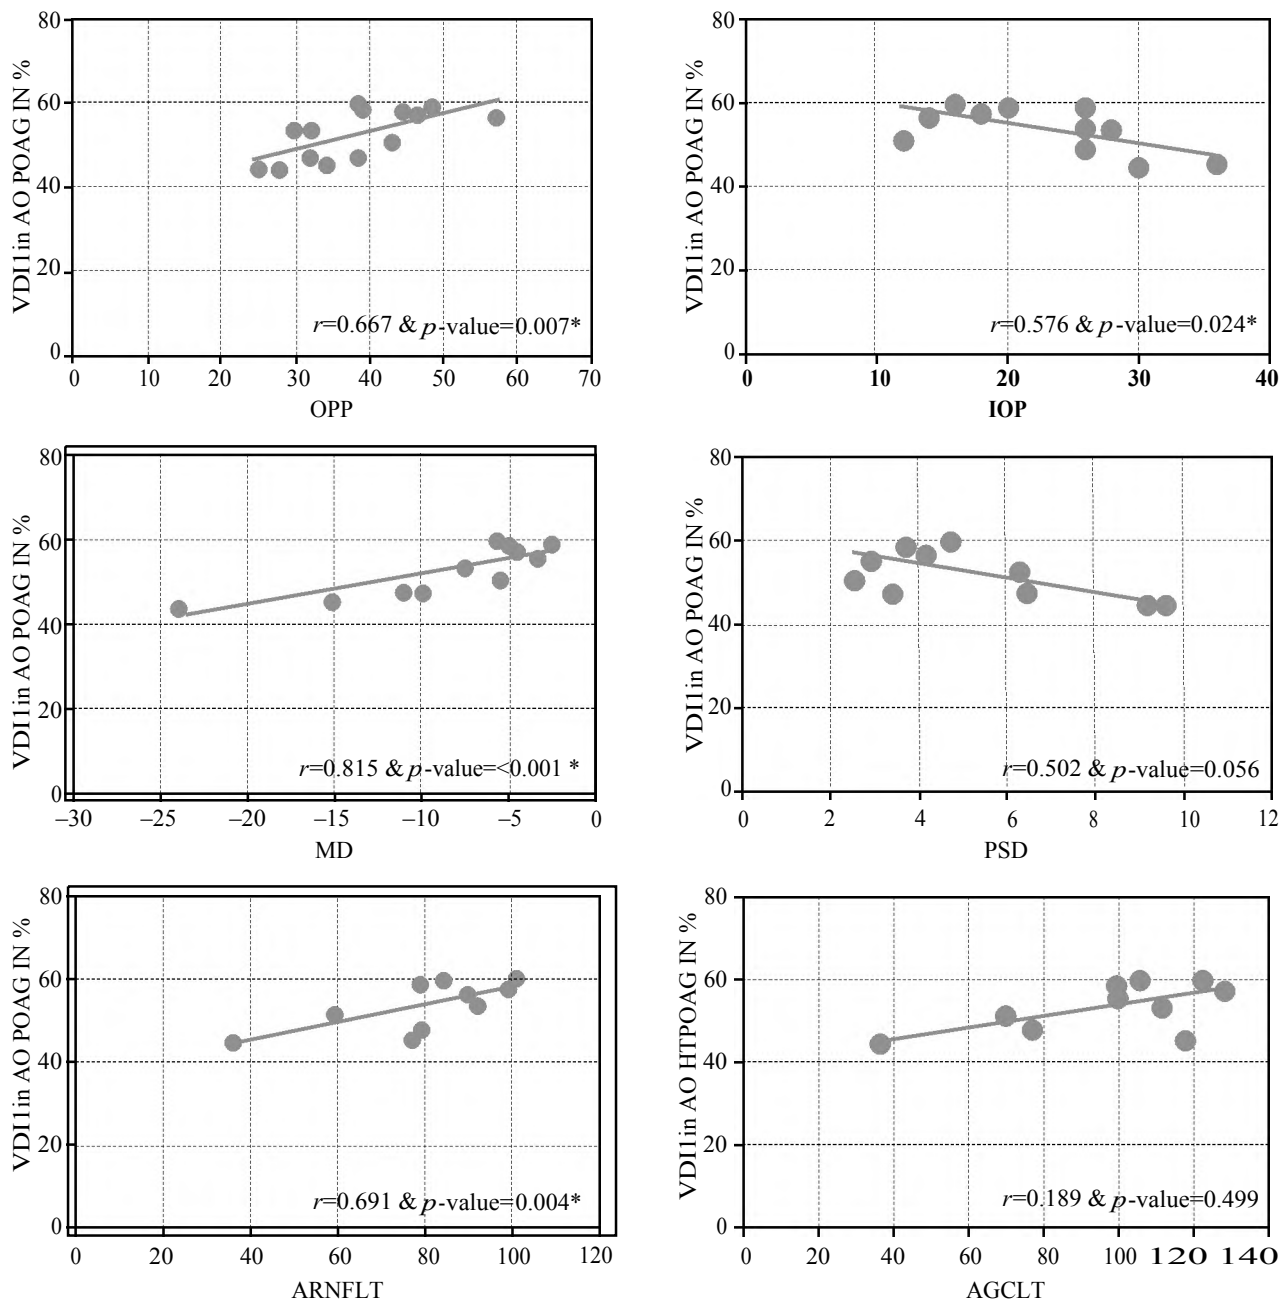 VDI1in AO POAG IN %
80
60
40
20
0
r=0.667 & p-value=0.007*
0 10 20 30 40 50 60 70
OPP
VDI1in AO POAG IN %
80
60
40
20
0
r=0.576 & p-value=0.024*
0 10 20 30 40
IOP
VDI1in AO POAG IN %
80
60
40
20
0
r=0.815 & p-value=<0.001 *
–30 –25 –20 –15 –10 –5 0
MD
VDI1in AO POAG IN %
80
60
40
20
0
r=0.502 & p-value=0.056
0 2 4 6 8 10 12
PSD
VDI1in AO POAG IN %
80
60
40
20
0
r=0.691 & p-value=0.004*
0 20 40 60 80 100 120
ARNFLT
VDI1in AO HTPOAG IN %
80
60
40
20
0
r=0.189 & p-value=0.499
0 20 40 60 80 100 120 140
AGCLT